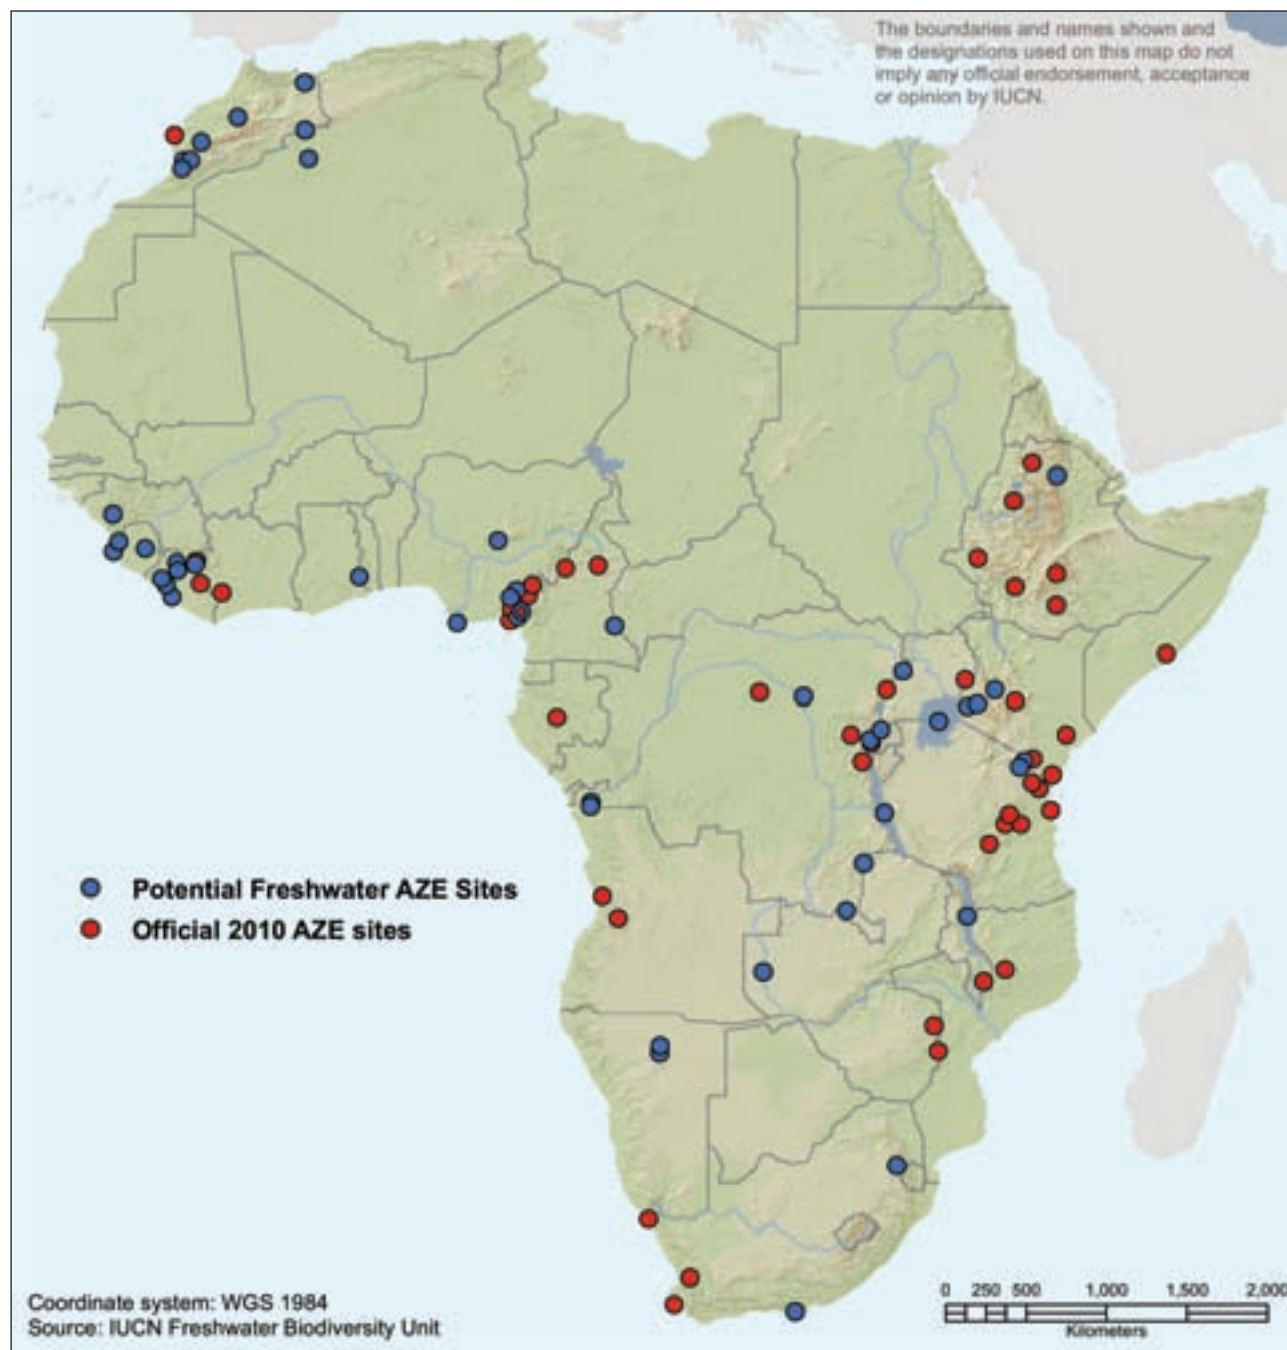 The boundaries and names shown and
the designations used on this map do not
imply any official endorsement, acceptance
or opinion by IUCN.
Potential Freshwater AZE Sites
Official 2010 AZE sites
Coordinate system: WGS 1984
Source: IUCN Freshwater Biodiversity Unit
0 250 500 1,000 1,500 2,000
Kilometers